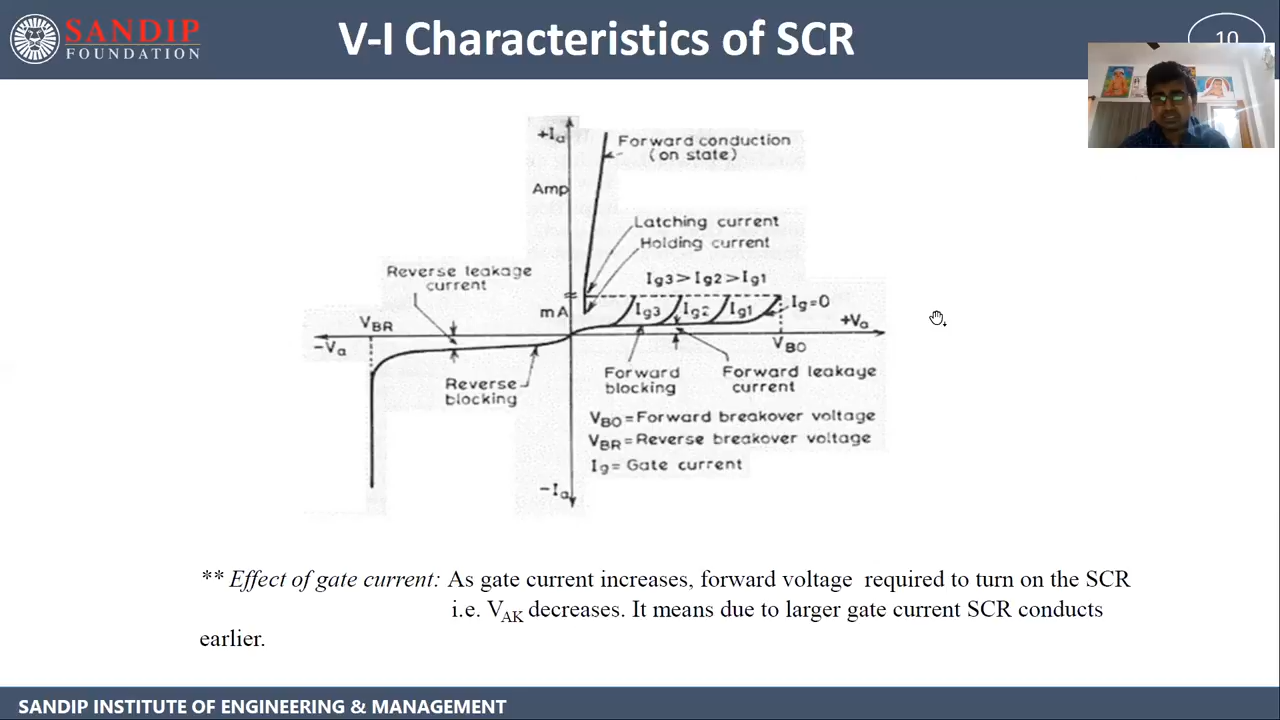 SANDIP
FOUNDATION
V-I Characteristics of SCR
10
+Ia
Forward conduction
(on state)
Amp
Latching current
Holding current
Reverse leakage
current
Ig3>Ig2>Ig1
mA
Ig3
Ig2
Ig1
Ig=0
VBR
+Va
-Va
VBO
Reverse
blocking
Forward
blocking
Forward leakage
current
VBO=Forward breakover voltage
VBR=Reverse breakover voltage
Ig= Gate current
-Ia
** Effect of gate current: As gate current increases, forward voltage required to turn on the SCR
i.e. VAK decreases. It means due to larger gate current SCR conducts
earlier.
SANDIP INSTITUTE OF ENGINEERING & MANAGEMENT